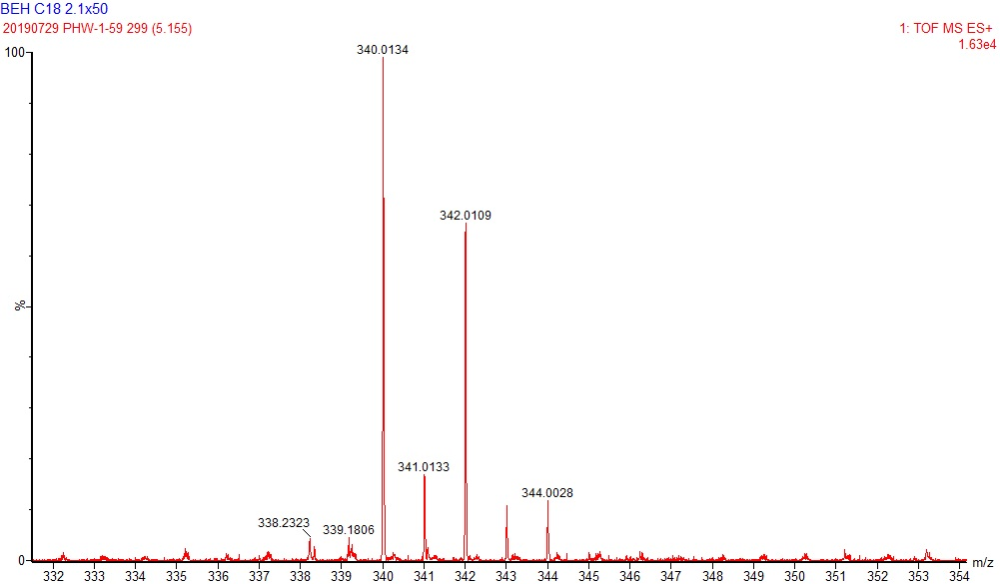 BEH C18 2.1x50
20190729 PHW-1-59 299 (5.155)
1: TOF MS ES+
1.63e4
100
340.0134
342.0109
%
341.0133
344.0028
338.2323
339.1806
0
332 333 334 335 336 337 338 339 340 341 342 343 344 345 346 347 348 349 350 351 352 353 354 m/z